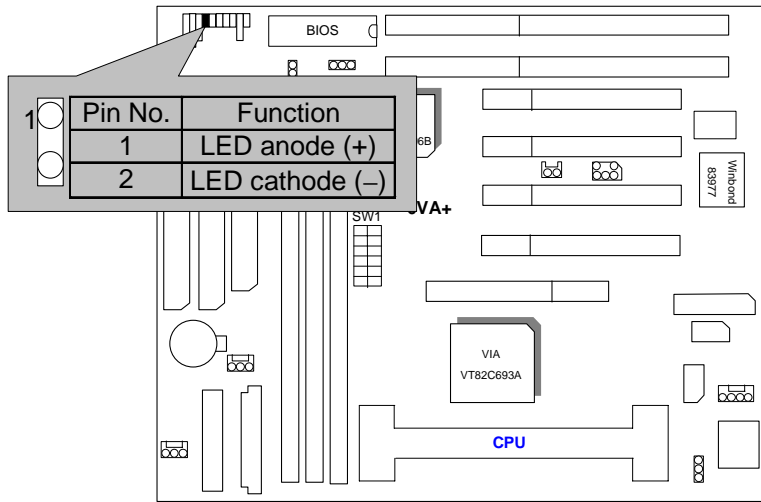 BIOS
1
Pin No. Function
1 LED anode (+)
2 LED cathode (–)
6B
Winbond
83977
VA+
SW1
VIA
VT82C693A
CPU